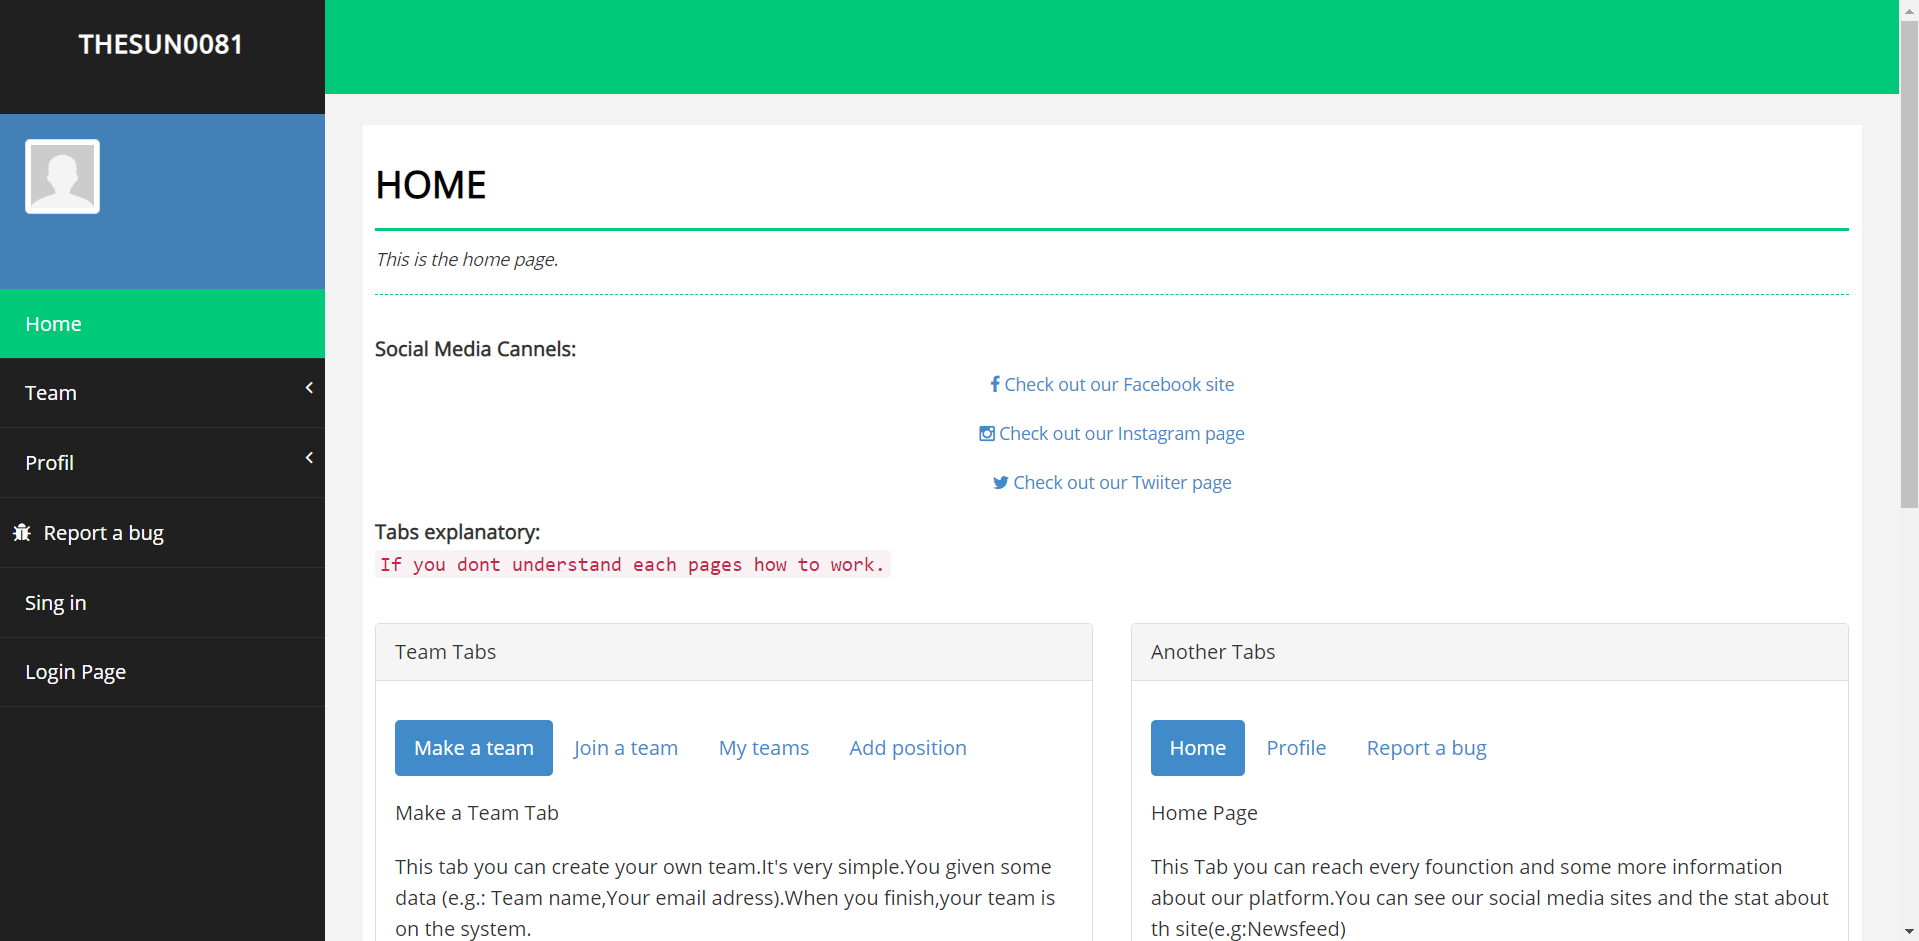 THESUN0081
Home
Team
Profil
Report a bug
Sing in
Login Page
HOME
This is the home page.
Social Media Cannels:
Check out our Facebook site
Check out our Instagram page
Check out our Twiiter page
Tabs explanatory:
If you dont understand each pages how to work.
Team Tabs
Make a team Join a team My teams Add position
Make a Team Tab
This tab you can create your own team.It's very simple.You given some
data (e.g.: Team name,Your email adress).When you finish,your team is
on the system.
Another Tabs
Home Profile Report a bug
Home Page
This Tab you can reach every founction and some more information
about our platform.You can see our social media sites and the stat about
th site(e.g:Newsfeed)